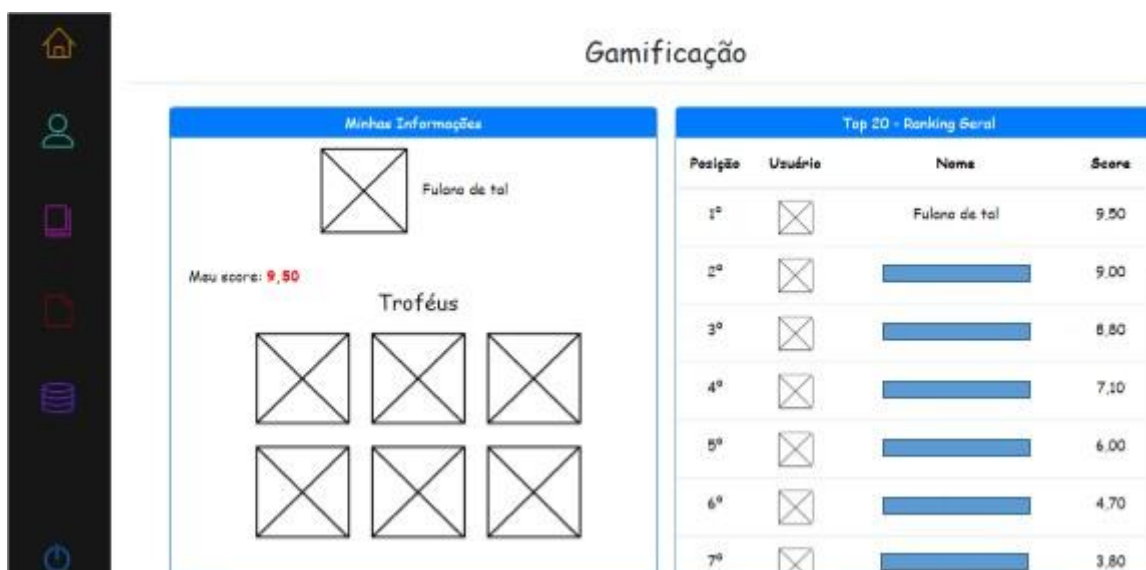 Gamificação
Minhas Informações
Fulano de tal
Meu score: 9,50
Troféus
Top 20 - Ranking Geral
Posição Usuário Nome Score
1º Fulano de tal 9,50
2º 9,00
3º 8,80
4º 7,10
5º 6,00
6º 4,70
7º 3,80